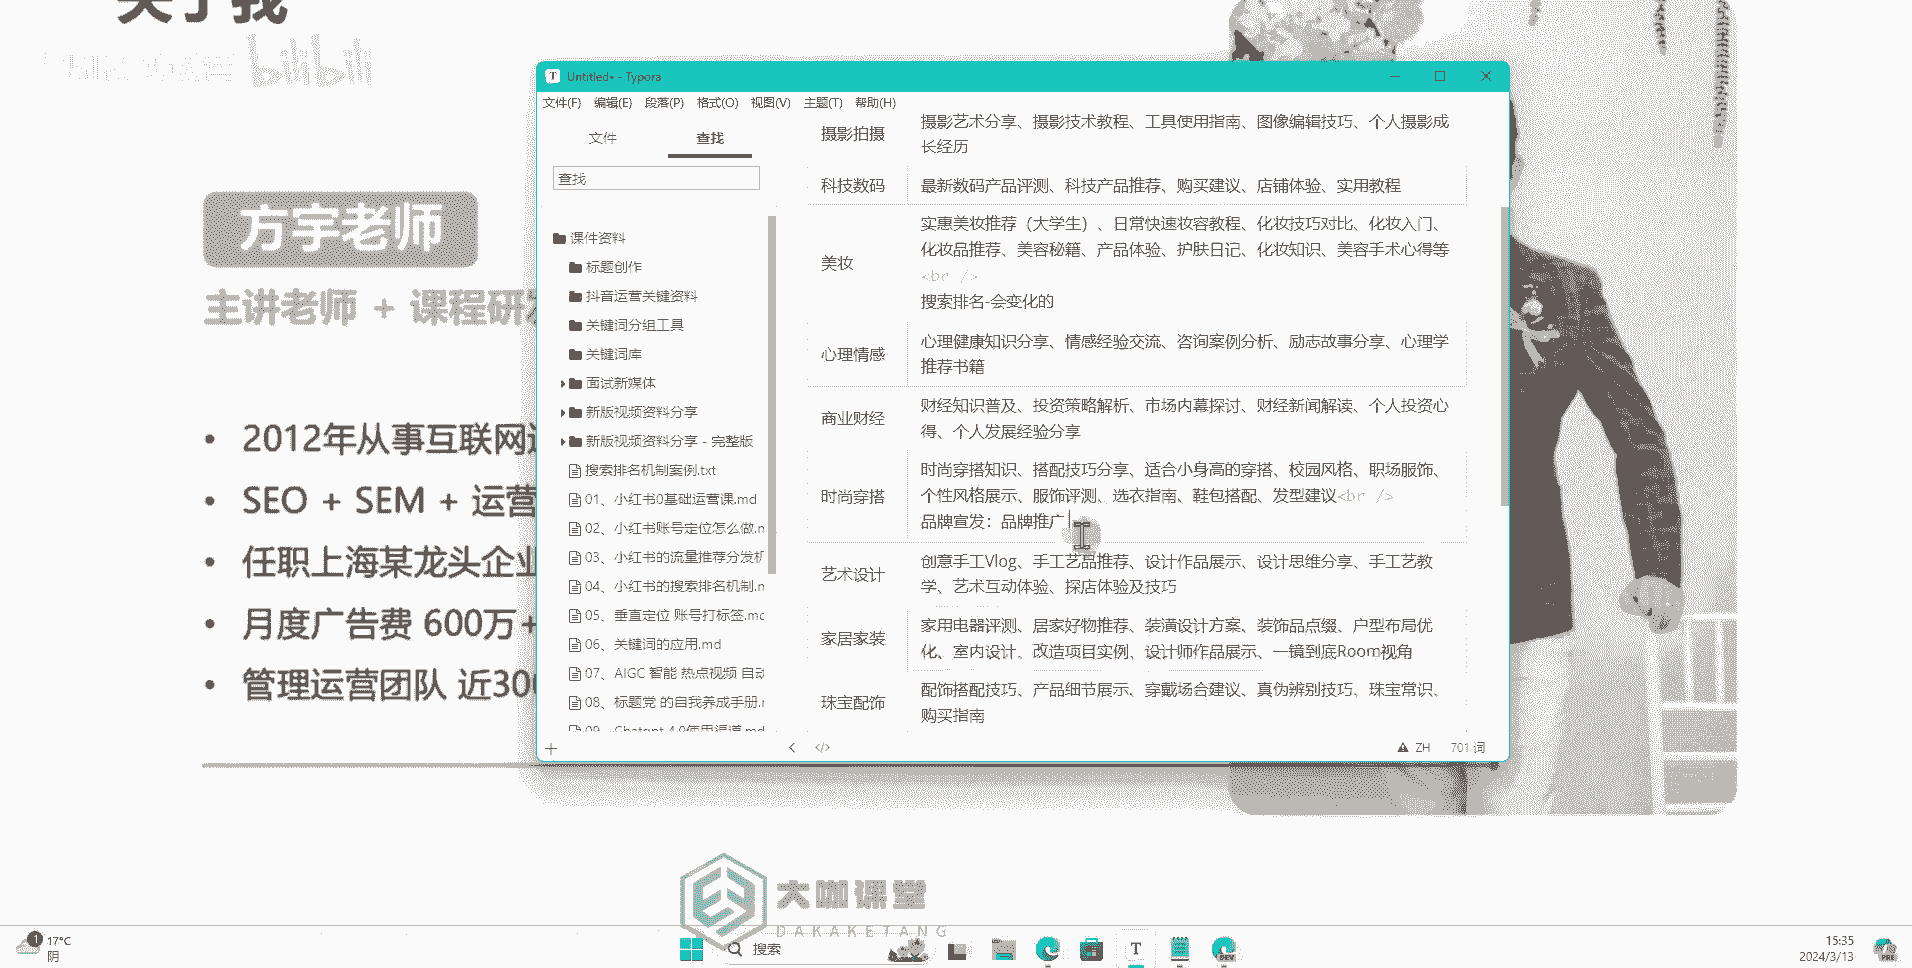 关于我
bilibili
方宇老师
主讲老师 + 课程研
• 2012年从事互联网
• SEO + SEM + 运营
• 任职上海某龙头企业
• 月度广告费 600万+
• 管理运营团队 近30
Untitled• - Typora
文件(F) 编辑(E) 段落(P) 格式(O) 视图(V) 主题(T) 帮助(H)
文件 查找
查找
课件资料
标题创作
抖音运营关键资料
关键词分组工具
关键词库
面试新媒体
新版视频资料分享
新版视频资料分享 - 完整版
搜索排名机制案例.txt
01、小红书0基础运营课.md
02、小红书账号定位怎么做.m
03、小红书的流量推荐分发机
04、小红书的搜索排名机制.m
05、垂直定位 账号打标签.mc
06、关键词的应用.md
07、AIGC 智能 热点视频 自动
08、标题党 的自我养成手册.r
09、Chatgpt 4.0使用渠道.md
摄影拍摄
摄影艺术分享、摄影技术教程、工具使用指南、图像编辑技巧、个人摄影成
长经历
科技数码
最新数码产品评测、科技产品推荐、购买建议、店铺体验、实用教程
美妆
实惠美妆推荐（大学生）、日常快速妆容教程、化妆技巧对比、化妆入门、
化妆品推荐、美容秘籍、产品体验、护肤日记、化妆知识、美容手术心得等
<br />
搜索排名-会变化的
心理情感
心理健康知识分享、情感经验交流、咨询案例分析、励志故事分享、心理学
推荐书籍
商业财经
财经知识普及、投资策略解析、市场内幕探讨、财经新闻解读、个人投资心
得、个人发展经验分享
时尚穿搭
时尚穿搭知识、搭配技巧分享、适合小身高的穿搭、校园风格、职场服饰、
个性风格展示、服饰评测、选衣指南、鞋包搭配、发型建议<br />
品牌宣发：品牌推广
艺术设计
创意手工Vlog、手工艺品推荐、设计作品展示、设计思维分享、手工艺教
学、艺术互动体验、探店体验及技巧
家居家装
家用电器评测、居家好物推荐、装潢设计方案、装饰品点缀、户型布局优
化、室内设计、改造项目实例、设计师作品展示、一镜到底Room视角
珠宝配饰
配饰搭配技巧、产品细节展示、穿戴场合建议、真伪辨别技巧、珠宝常识、
购买指南
ZH 701 词
大咖课堂
DAKAKETANG
1
17°C
阴
搜索
T
DEV
15:35
2024/3/13
PRE